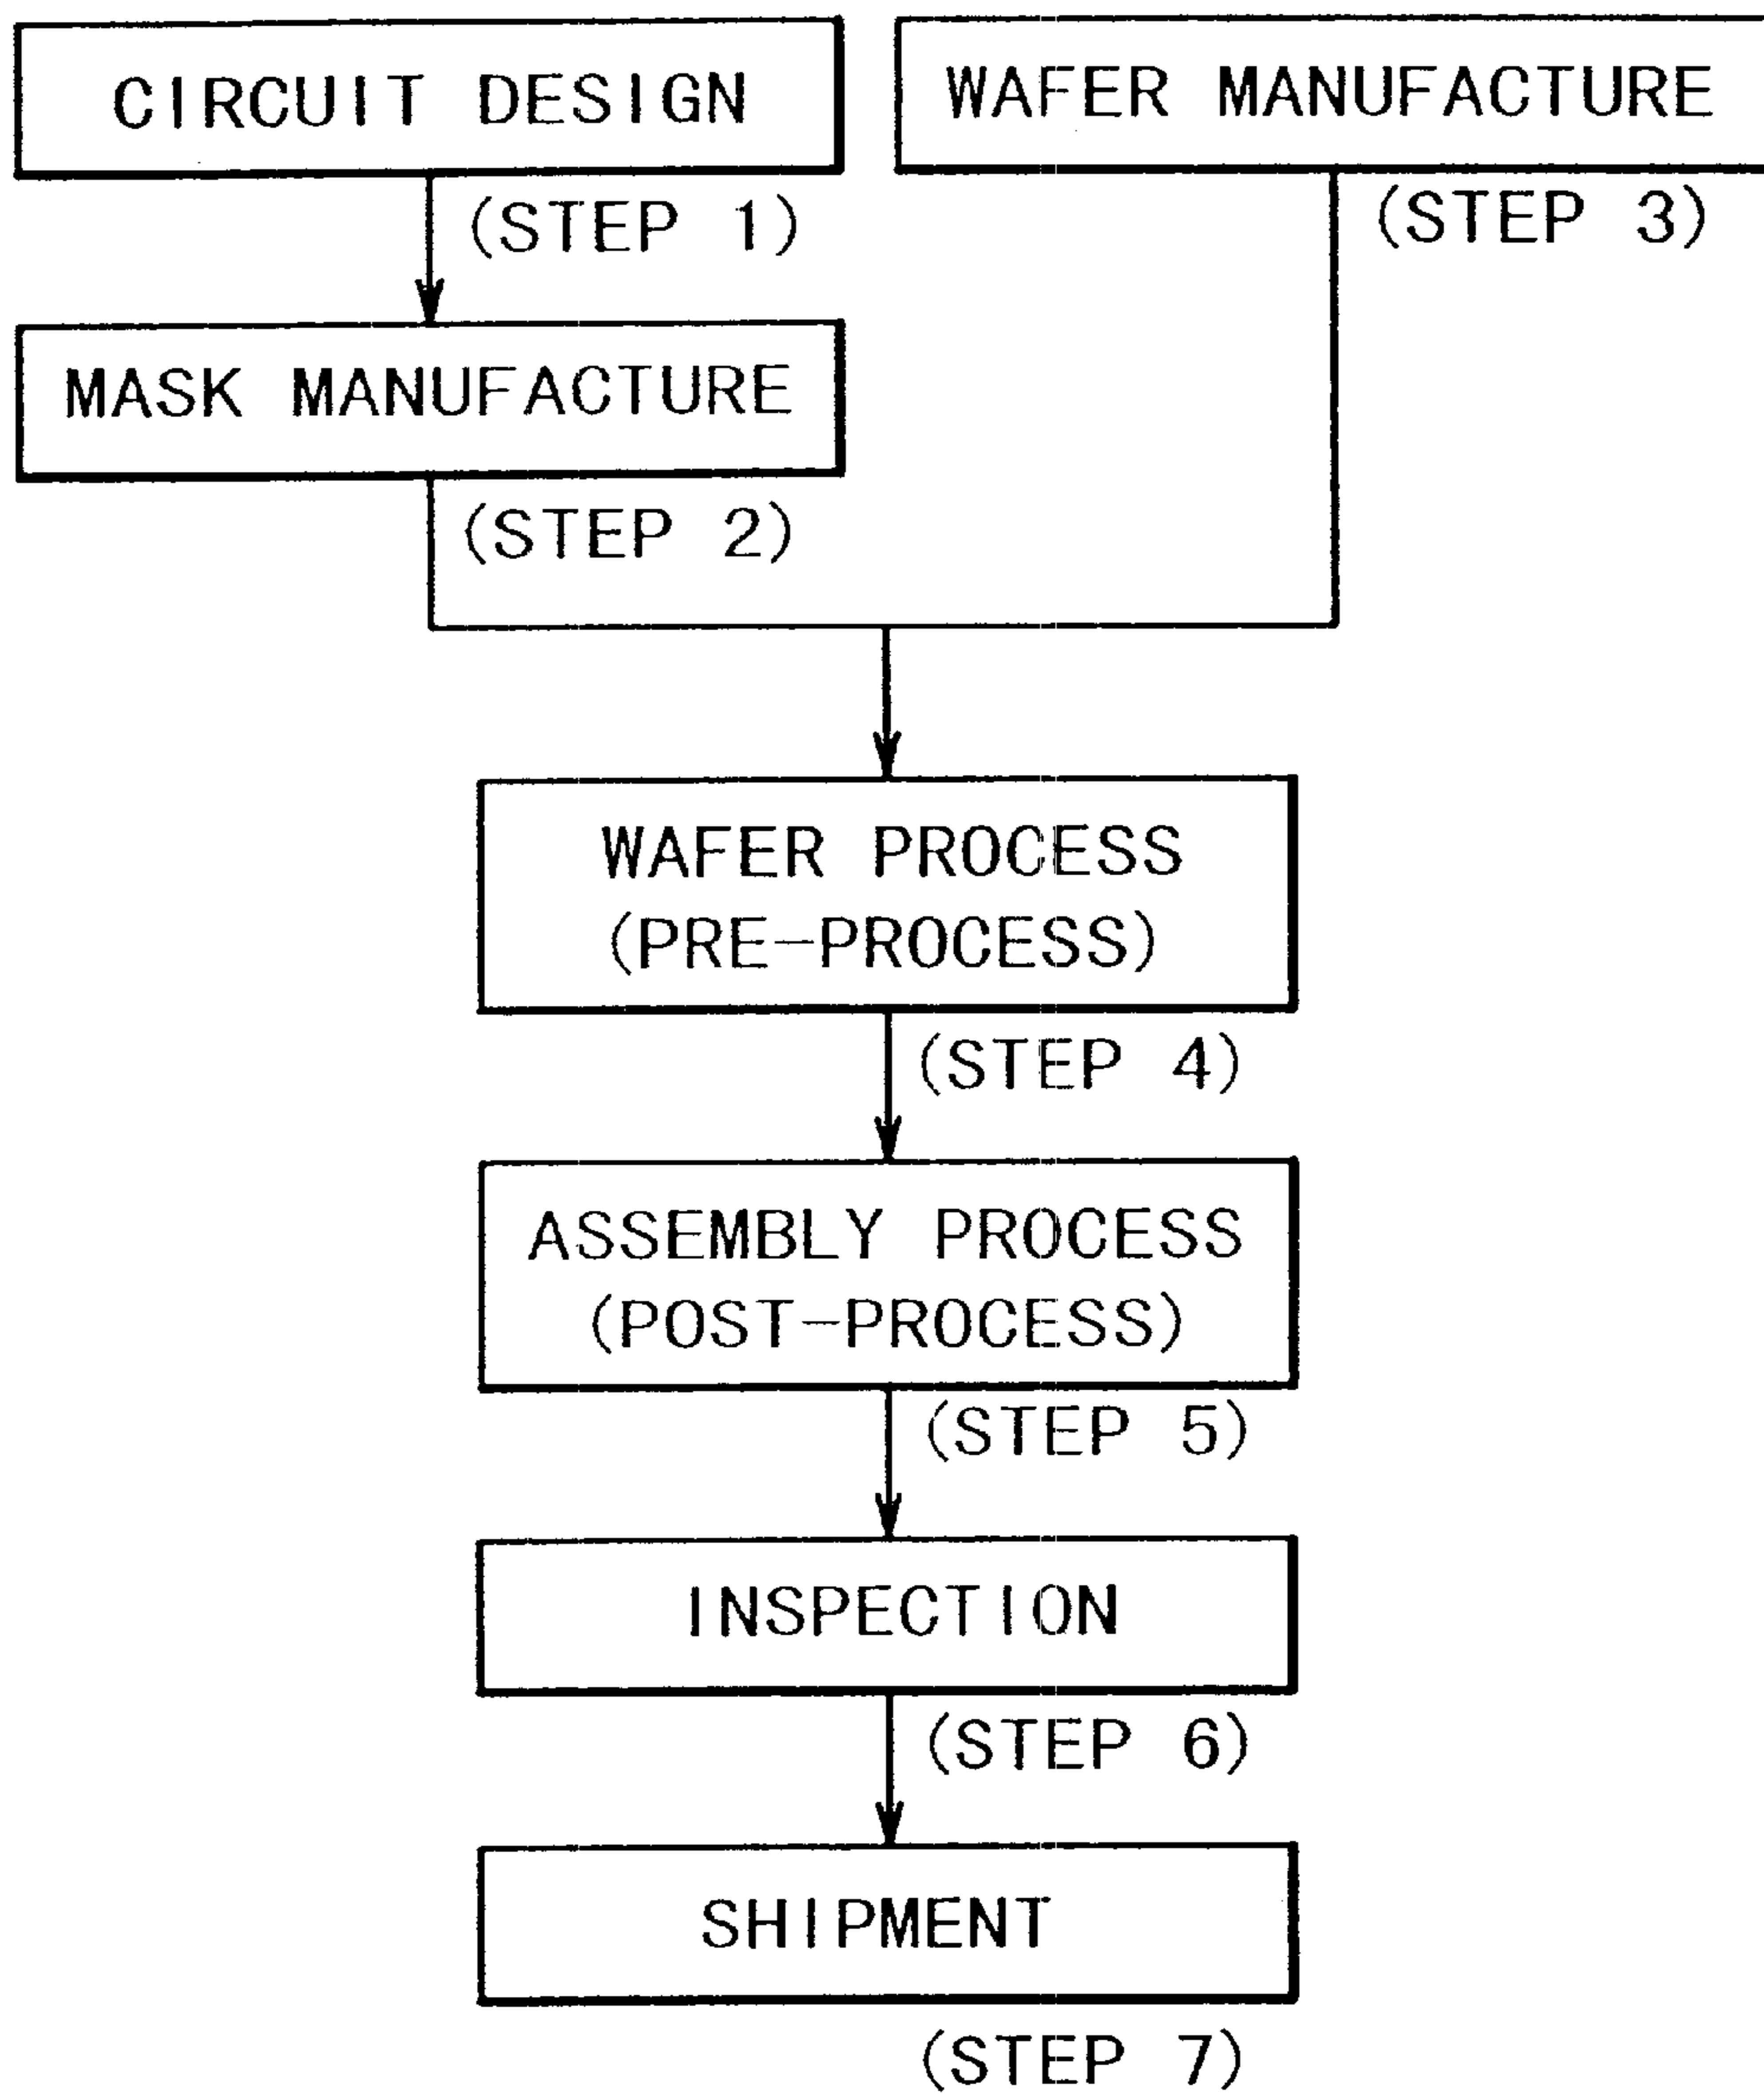 CIRCUIT DESIGN
(STEP 1)
MASK MANUFACTURE
(STEP 2)
WAFER MANUFACTURE
(STEP 3)
WAFER PROCESS
(PRE-PROCESS)
(STEP 4)
ASSEMBLY PROCESS
(POST-PROCESS)
(STEP 5)
INSPECTION
(STEP 6)
SHIPMENT
(STEP 7)